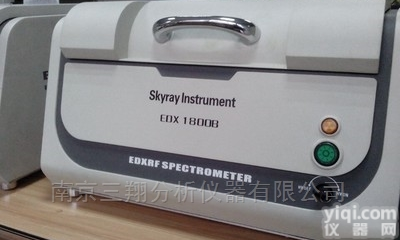 Skyray Instrument
EDX 1800B
EDXRF SPECTROMETER
南京三翔分析仪器有限公司
yiqi.com
仪器网